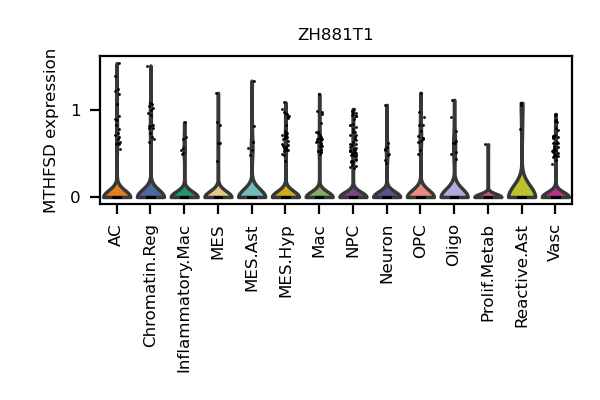 ZH881T1
MTHFSD expression
1
0
AC
Chromatin.Reg
Inflammatory.Mac
MES
MES.Ast
MES.Hyp
Mac
NPC
Neuron
OPC
Oligo
Prolif.Metab
Reactive.Ast
Vasc